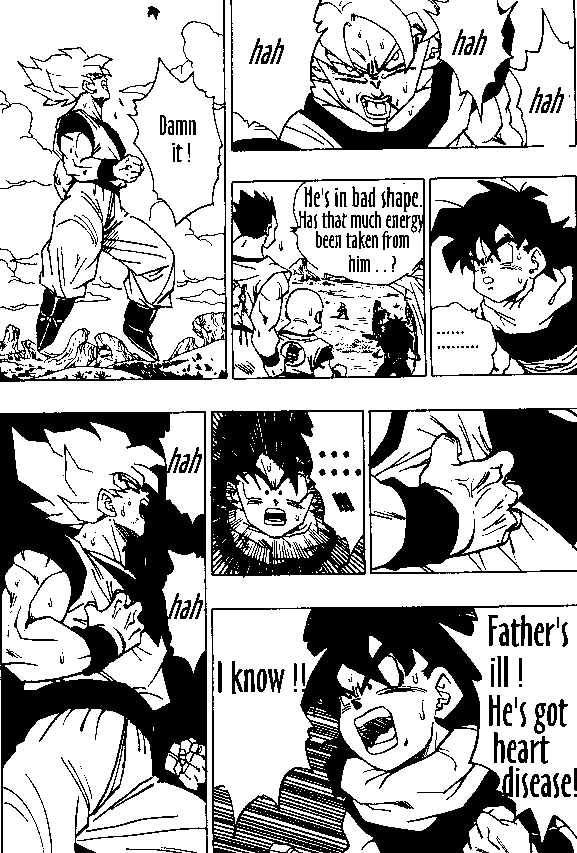 Damn
it !
hah
hah
hah
He's in bad shape.
Has that much energy
been taken from
him . . ?
......
..........
hah
hah
....
....
!!!
I know !!
Father's
ill !
He's got
heart
disease!